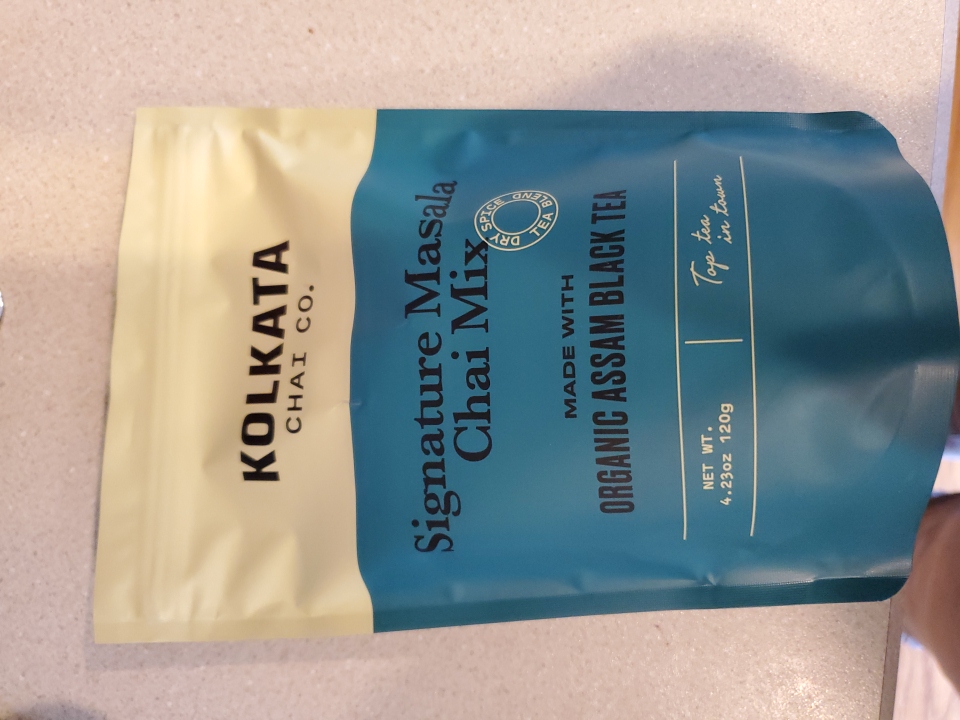 KOLKATA
CHAI CO.
Signature Masala
Chai Mix
DRY SPICE
TEA BLEND
MADE WITH
ORGANIC ASSAM BLACK TEA
NET WT.
4.23oz 120g
Top tea
in town